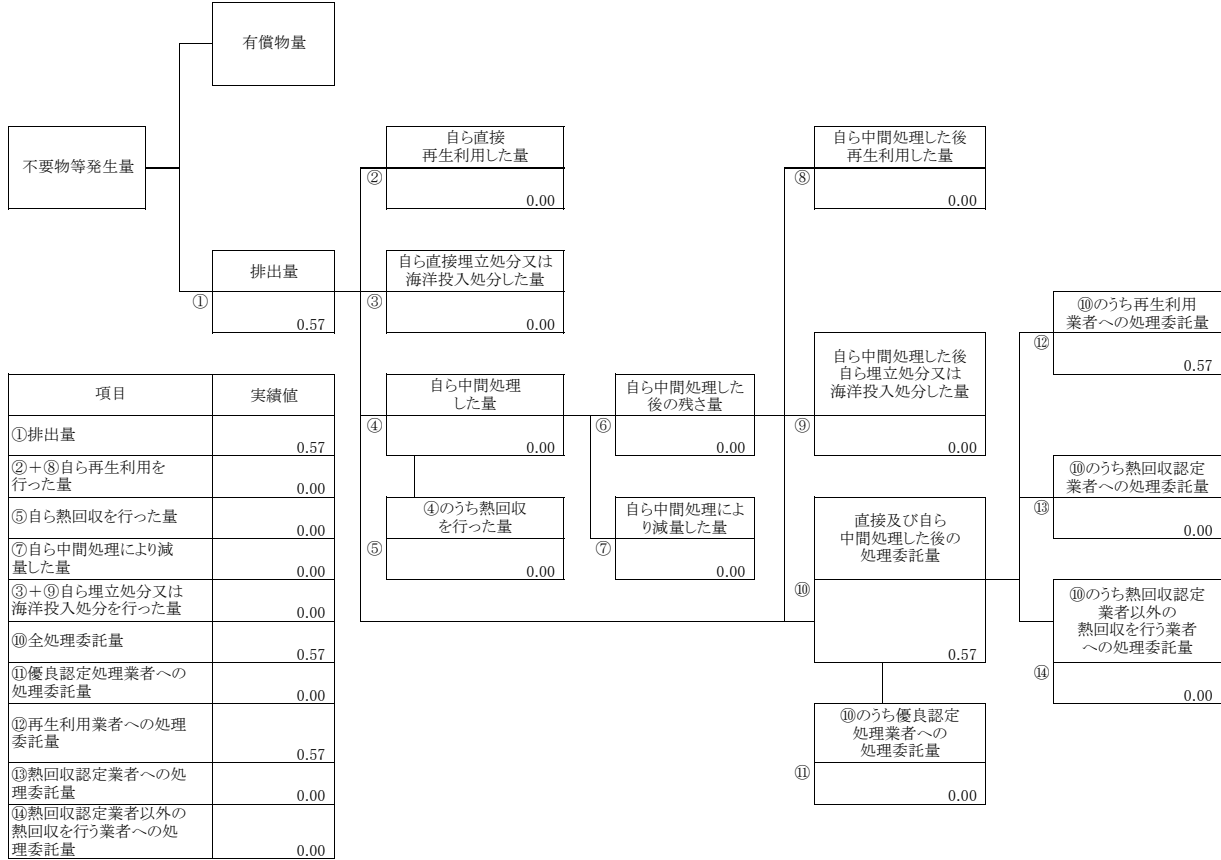 有償物量
不要物等発生量
自ら直接
再生利用した量
②
0.00
自ら中間処理した後
再生利用した量
⑧
0.00
排出量
①
0.57
自ら直接埋立処分又は
海洋投入処分した量
③
0.00
⑩のうち再生利用
業者への処理委託量
⑫
0.57
自ら中間処理
した量
④
0.00
自ら中間処理した
後の残さ量
⑥
0.00
自ら中間処理した後
自ら埋立処分又は
海洋投入処分した量
⑨
0.00
⑩のうち熱回収認定
業者への処理委託量
⑬
0.00
④のうち熱回収
を行った量
⑤
0.00
自ら中間処理によ
り減量した量
⑦
0.00
直接及び自ら
中間処理した後の
処理委託量
⑩
0.57
⑩のうち熱回収認定
業者以外の
熱回収を行う業者
への処理委託量
⑭
0.00
⑩のうち優良認定
処理業者への
処理委託量
⑪
0.00
項目 実績値
①排出量
0.57
②＋⑧自ら再生利用を
行った量 0.00
⑤自ら熱回収を行った量
0.00
⑦自ら中間処理により減
量した量 0.00
③＋⑨自ら埋立処分又は
海洋投入処分を行った量 0.00
⑩全処理委託量
0.57
⑪優良認定処理業者への
処理委託量 0.00
⑫再生利用業者への処理
委託量
0.57
⑬熱回収認定業者への処
理委託量 0.00
⑭熱回収認定業者以外の
熱回収を行う業者への処
理委託量 0.00